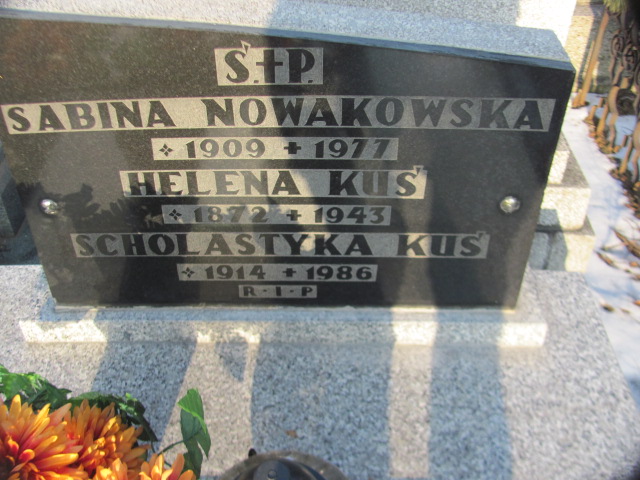 Ś.+P.
SABINA NOWAKOWSKA
* 1909 + 1977
HELENA KUŚ
* 1872 + 1943
SCHOLASTYKA KUŚ
* 1914 + 1986
R·I·P